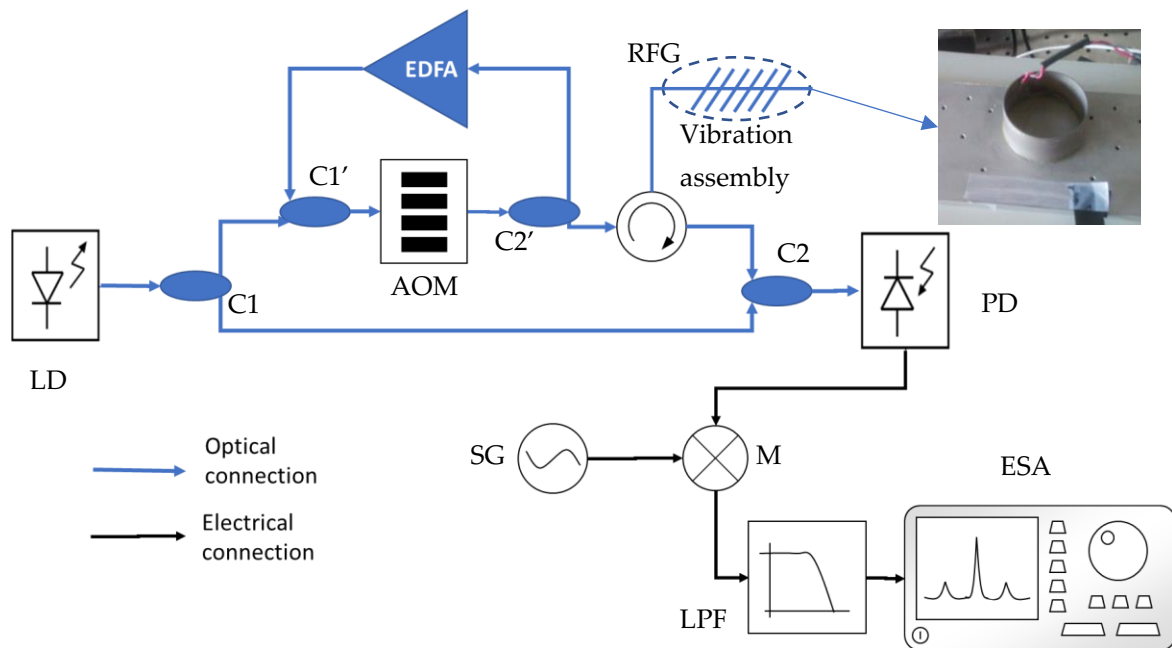 EDFA
RFG
Vibration
assembly
C1’
C2’
AOM
C1
C2
LD
PD
SG
M
ESA
LPF
Optical
connection
Electrical
connection